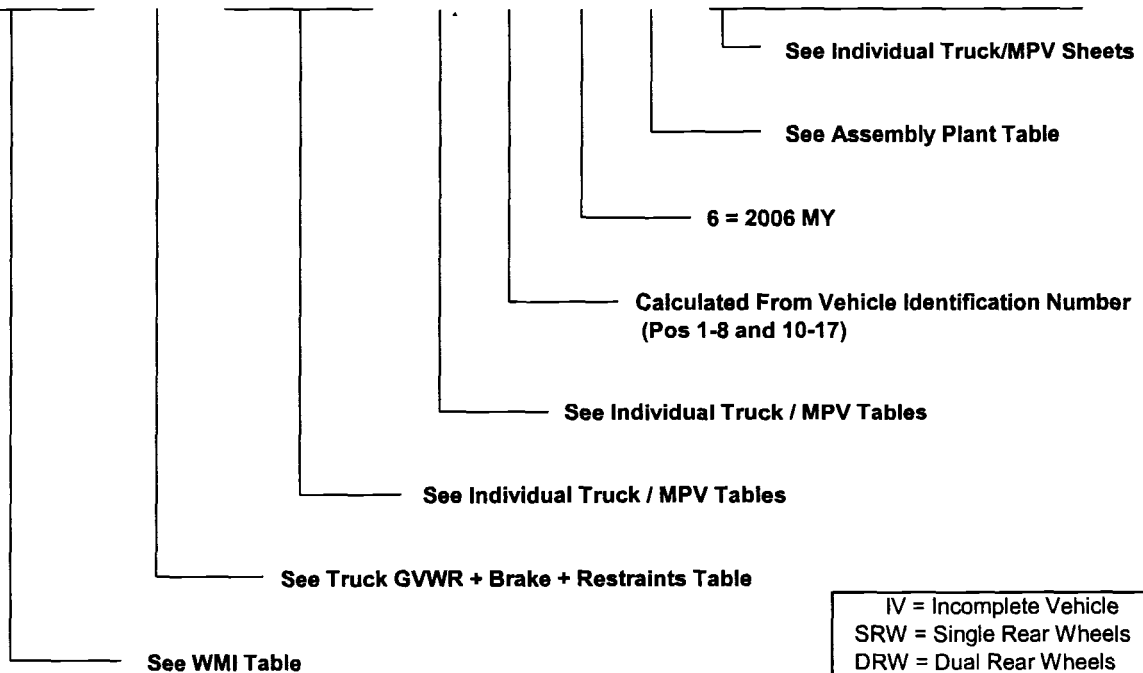 See Individual Truck/MPV Sheets
See Assembly Plant Table
6 = 2006 MY
Calculated From Vehicle Identification Number
(Pos 1-8 and 10-17)
See Individual Truck / MPV Tables
See Individual Truck / MPV Tables
See Truck GVWR + Brake + Restraints Table
IV = Incomplete Vehicle
SRW = Single Rear Wheels
DRW = Dual Rear Wheels
See WMI Table